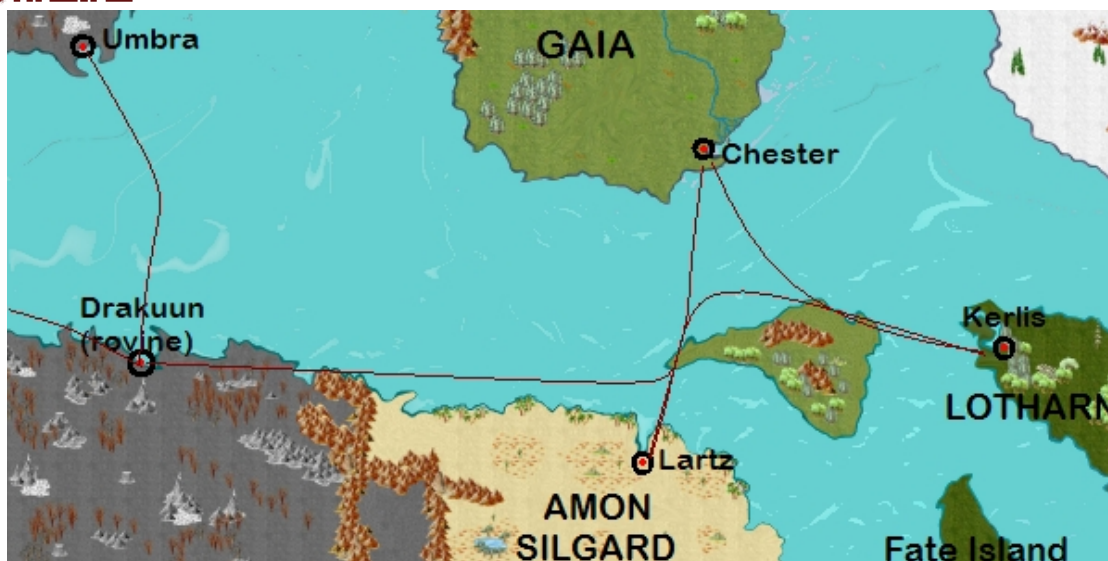 Umbra
GAIA
Chester
Drakuun
(rovine)
Kerlis
LOTHARN
Lartz
AMON
SILGARD
Fate Island